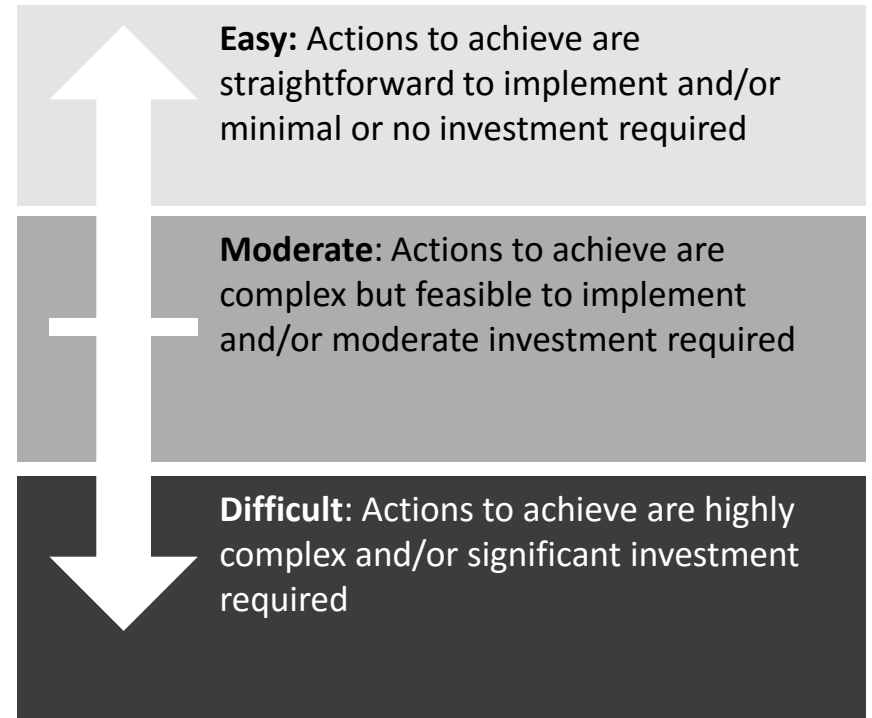 Easy: Actions to achieve are
straightforward to implement and/or
minimal or no investment required
Moderate: Actions to achieve are
complex but feasible to implement
and/or moderate investment required
Difficult: Actions to achieve are highly
complex and/or significant investment
required